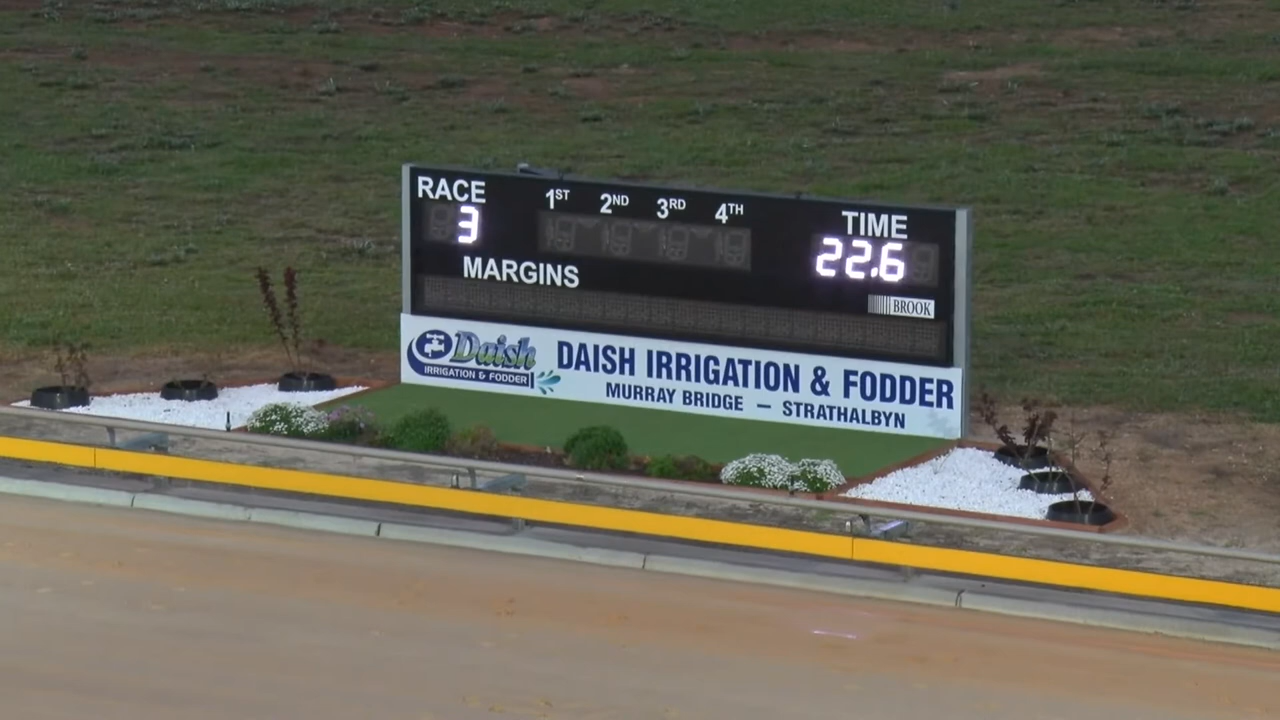 RACE 1ST 2ND 3RD 4TH TIME
3 22.6
MARGINS
BROOK
Daish
IRRIGATION & FODDER
DAISH IRRIGATION & FODDER
MURRAY BRIDGE – STRATHALBYN